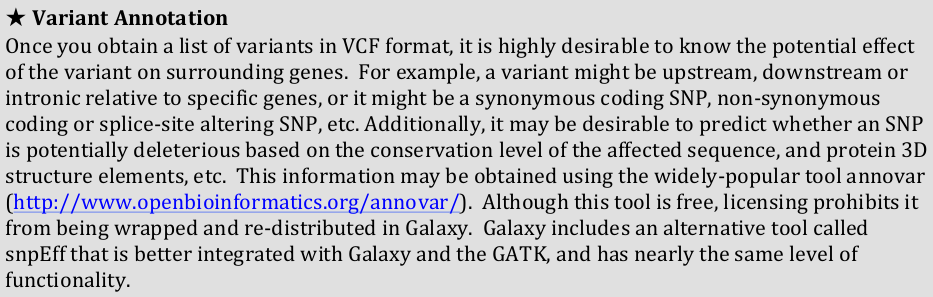 ★ Variant Annotation
Once you obtain a list of variants in VCF format, it is highly desirable to know the potential effect
of the variant on surrounding genes.  For example, a variant might be upstream, downstream or
intronic relative to specific genes, or it might be a synonymous coding SNP, non-synonymous
coding or splice-site altering SNP, etc. Additionally, it may be desirable to predict whether an SNP
is potentially deleterious based on the conservation level of the affected sequence, and protein 3D
structure elements, etc.  This information may be obtained using the widely-popular tool annovar
(http://www.openbioinformatics.org/annovar/).  Although this tool is free, licensing prohibits it
from being wrapped and re-distributed in Galaxy.  Galaxy includes an alternative tool called
snpEff that is better integrated with Galaxy and the GATK, and has nearly the same level of
functionality.